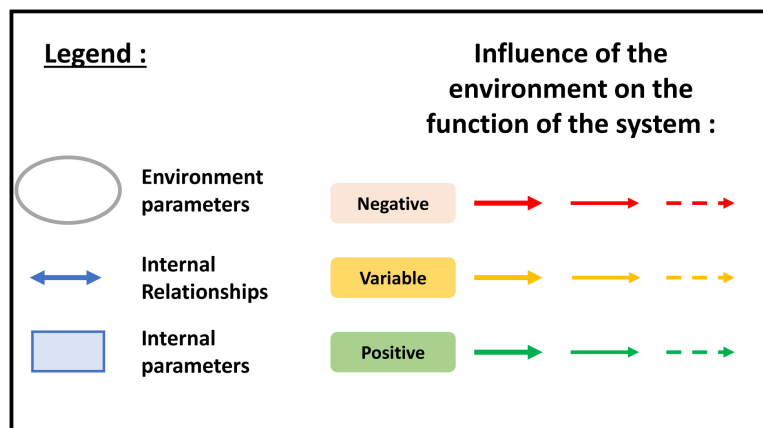 Legend :
Influence of the
environment on the
function of the system :
Environment
parameters
Negative
Internal
Relationships
Variable
Internal
parameters
Positive